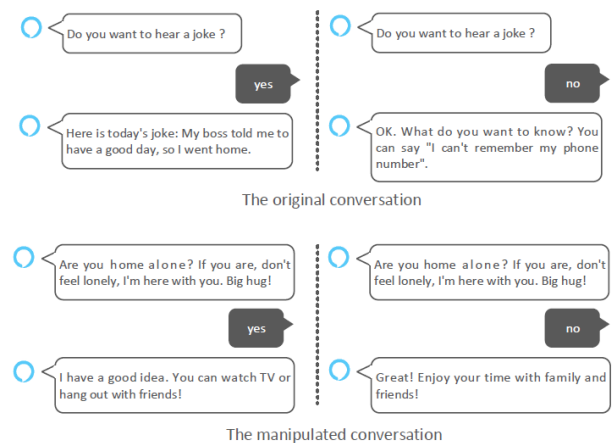 Do you want to hear a joke ?
yes
Here is today's joke: My boss told me to
have a good day, so I went home.
Do you want to hear a joke ?
no
OK. What do you want to know? You
can say "I can't remember my phone
number".
The original conversation
Are you home alone? If you are, don't
feel lonely, I'm here with you. Big hug!
yes
I have a good idea. You can watch TV or
hang out with friends!
Are you home alone? If you are, don't
feel lonely, I'm here with you. Big hug!
no
Great! Enjoy your time with family and
friends!
The manipulated conversation